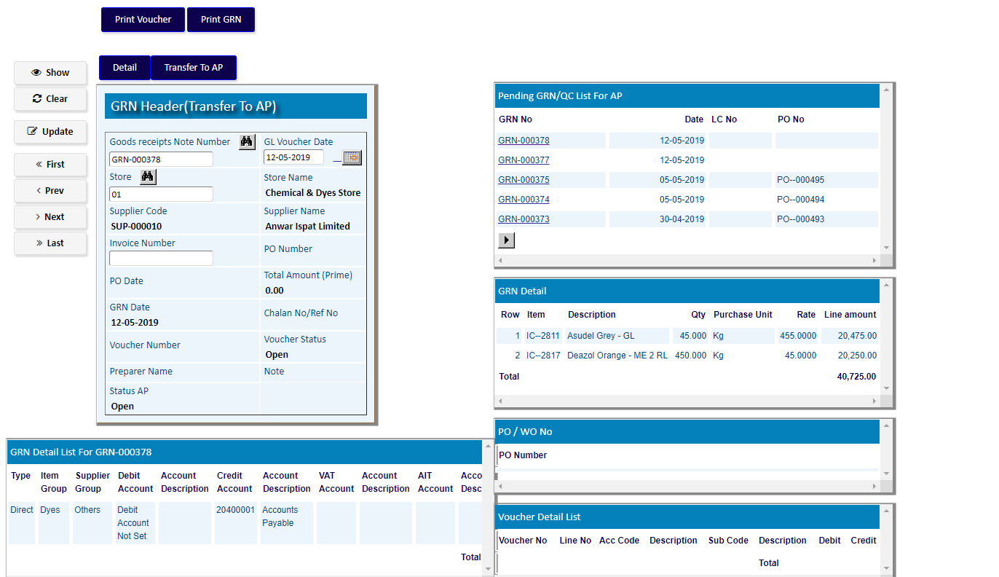 Print Voucher Print GRN
Detail Transfer To AP
Show
Clear
Update
First
Prev
Next
Last
GRN Header(Transfer To AP)
Goods receipts Note Number GL Voucher Date
GRN-000378 12-05-2019
Store Store Name
01 Chemical & Dyes Store
Supplier Code Supplier Name
SUP-000010 Anwar Ispat Limited
Invoice Number PO Number
PO Date Total Amount (Prime)
0.00
GRN Date Chalan No/Ref No
12-05-2019
Voucher Number Voucher Status
Open
Preparer Name Note
Status AP
Open
Pending GRN/QC List For AP
GRN No Date LC No PO No
GRN-000378 12-05-2019
GRN-000377 12-05-2019
GRN-000375 05-05-2019 PO--000495
GRN-000374 05-05-2019 PO--000494
GRN-000373 30-04-2019 PO--000493
GRN Detail
Row Item Description Qty Purchase Unit Rate Line amount
1 IC--2811 Asudel Grey - GL 45.000 Kg 455.0000 20,475.00
2 IC--2817 Deazol Orange - ME 2 RL 450.000 Kg 45.0000 20,250.00
Total 40,725.00
PO / WO No
PO Number
GRN Detail List For GRN-000378
Type Item Supplier Debit Account Credit Account VAT Account AIT Acco
Group Group Account Description Account Description Account Description Account Desc
Direct Dyes Others Debit 20400001 Accounts
Account Payable
Not Set
Total
Voucher Detail List
Voucher No Line No Acc Code Description Sub Code Description Debit Credit
Total